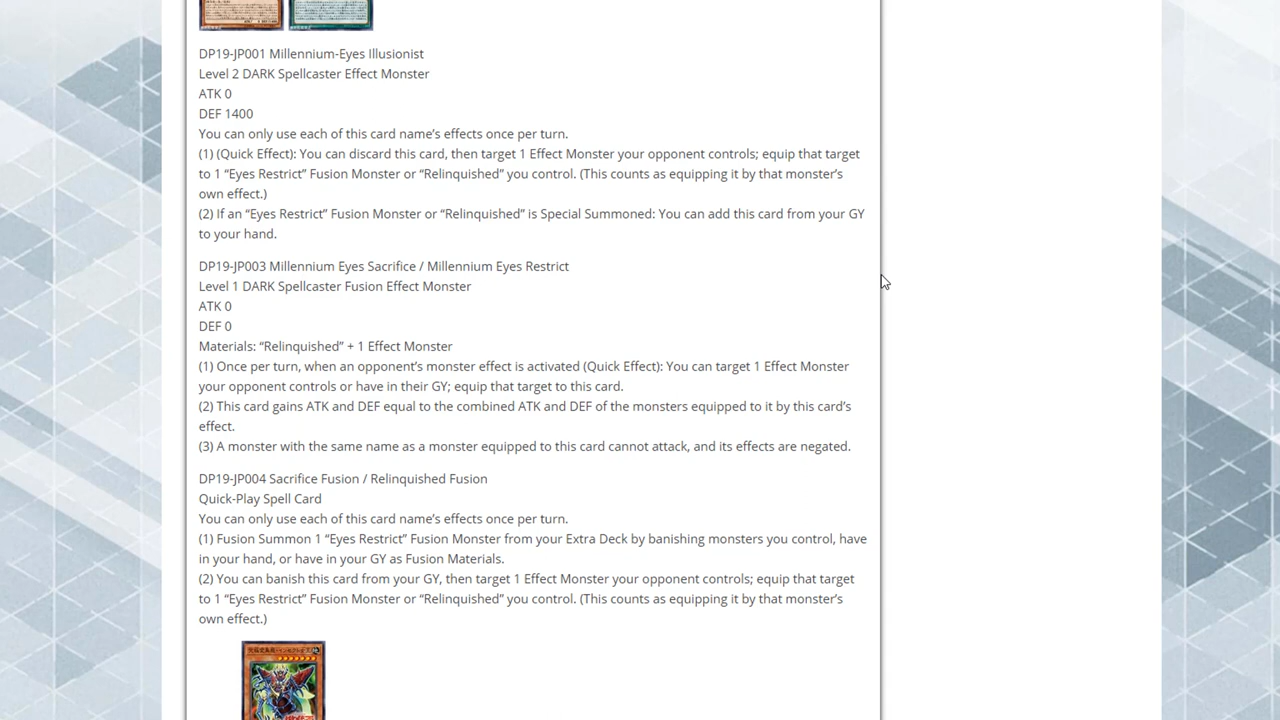 DP19-JP001 Millennium-Eyes Illusionist
Level 2 DARK Spellcaster Effect Monster
ATK 0
DEF 1400
You can only use each of this card name’s effects once per turn.
(1) (Quick Effect): You can discard this card, then target 1 Effect Monster your opponent controls; equip that target
to 1 “Eyes Restrict” Fusion Monster or “Relinquished” you control. (This counts as equipping it by that monster’s
own effect.)
(2) If an “Eyes Restrict” Fusion Monster or “Relinquished” is Special Summoned: You can add this card from your GY
to your hand.
DP19-JP003 Millennium Eyes Sacrifice / Millennium Eyes Restrict
Level 1 DARK Spellcaster Fusion Effect Monster
ATK 0
DEF 0
Materials: “Relinquished” + 1 Effect Monster
(1) Once per turn, when an opponent’s monster effect is activated (Quick Effect): You can target 1 Effect Monster
your opponent controls or have in their GY; equip that target to this card.
(2) This card gains ATK and DEF equal to the combined ATK and DEF of the monsters equipped to it by this card’s
effect.
(3) A monster with the same name as a monster equipped to this card cannot attack, and its effects are negated.
DP19-JP004 Sacrifice Fusion / Relinquished Fusion
Quick-Play Spell Card
You can only use each of this card name’s effects once per turn.
(1) Fusion Summon 1 “Eyes Restrict” Fusion Monster from your Extra Deck by banishing monsters you control, have
in your hand, or have in your GY as Fusion Materials.
(2) You can banish this card from your GY, then target 1 Effect Monster your opponent controls; equip that target
to 1 “Eyes Restrict” Fusion Monster or “Relinquished” you control. (This counts as equipping it by that monster’s
own effect.)